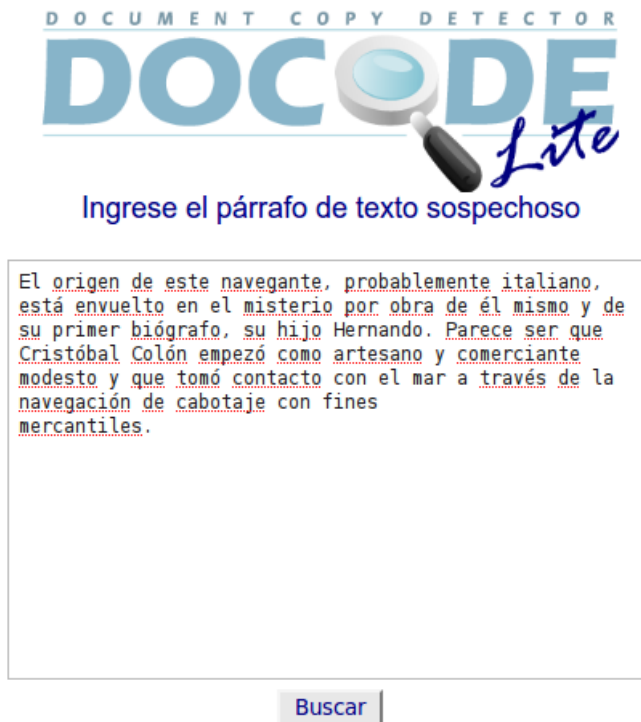 DOCUMENT COPY DETECTOR
DOCODE
Lite
Ingrese el párrafo de texto sospechoso
El origen de este navegante, probablemente italiano,
está envuelto en el misterio por obra de él mismo y de
su primer biógrafo, su hijo Hernando. Parece ser que
Cristóbal Colón empezó como artesano y comerciante
modesto y que tomó contacto con el mar a través de la
navegación de cabotaje con fines
mercantiles.
Buscar